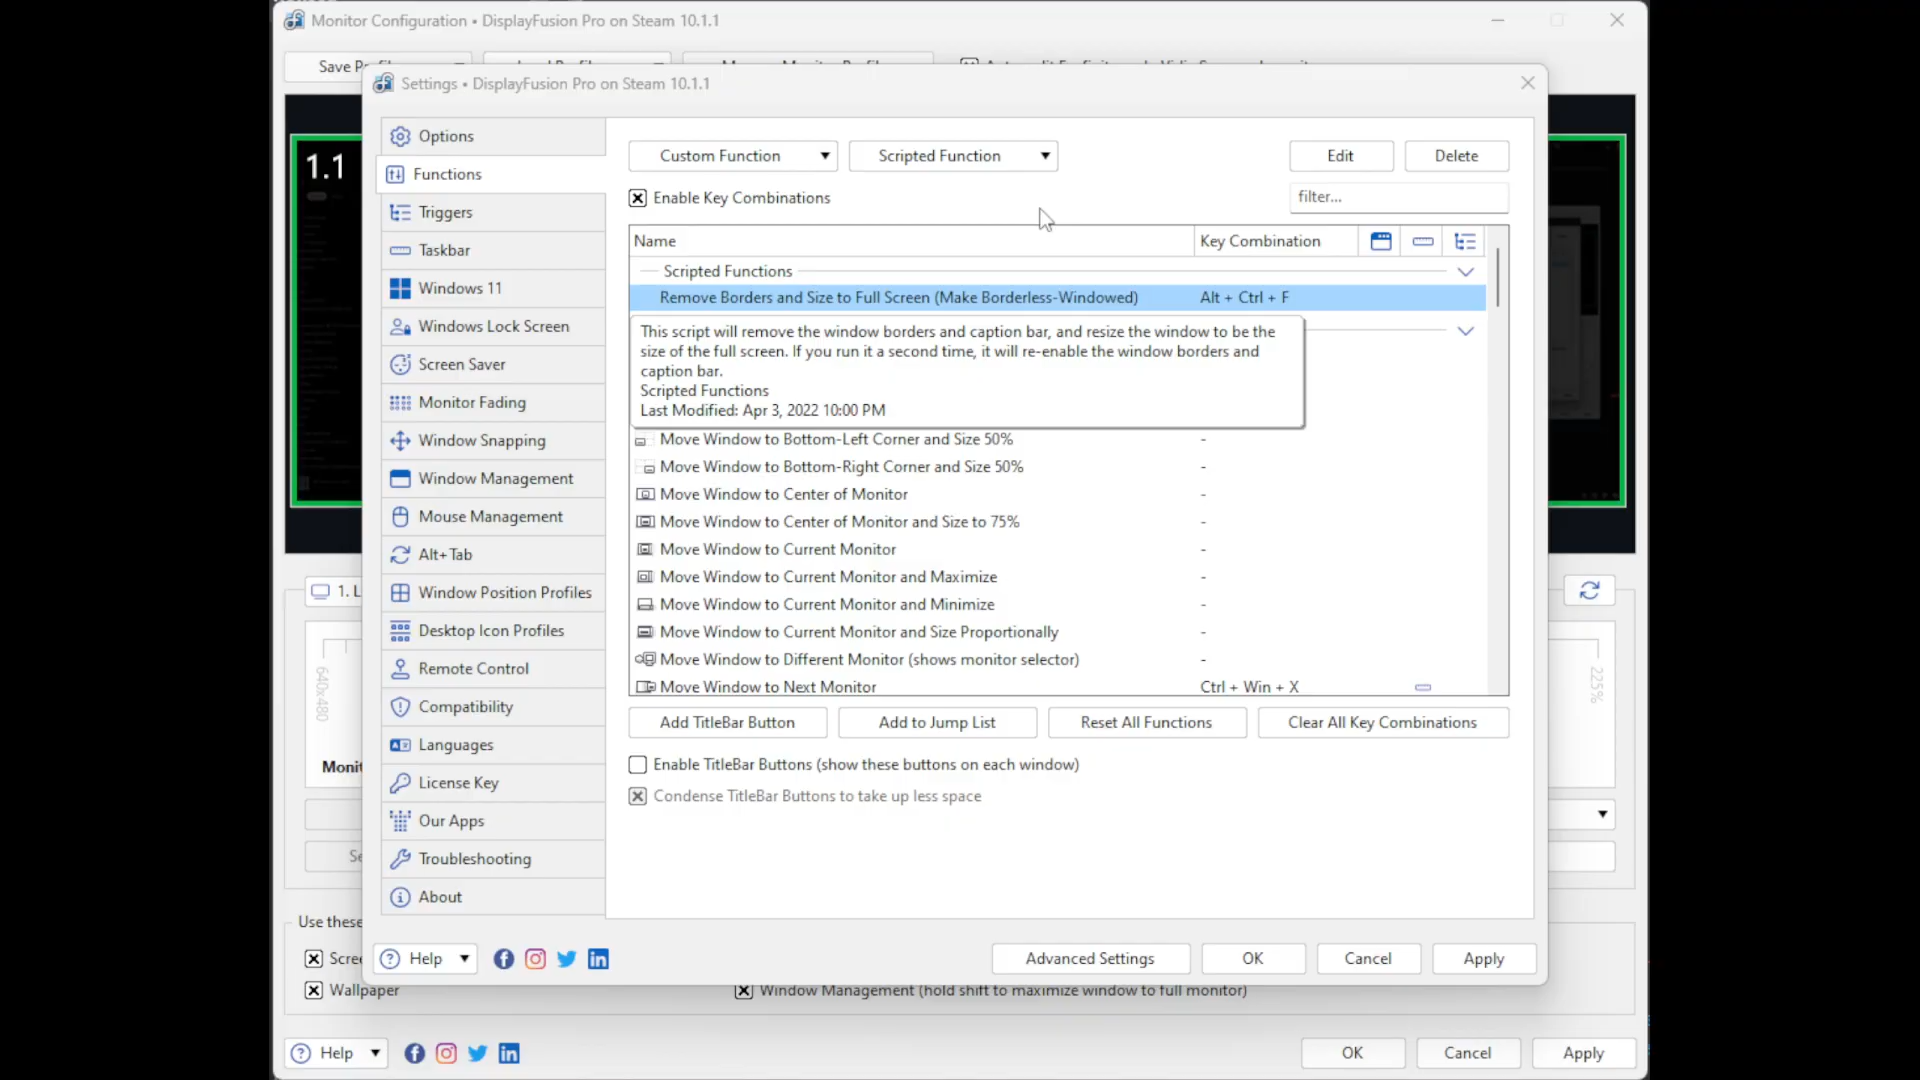 Monitor Configuration • DisplayFusion Pro on Steam 10.1.1
Save
Settings • DisplayFusion Pro on Steam 10.1.1
1.1
Options
Functions
Triggers
Taskbar
Windows 11
Windows Lock Screen
Screen Saver
Monitor Fading
Window Snapping
Window Management
Mouse Management
Alt+Tab
Window Position Profiles
Desktop Icon Profiles
Remote Control
Compatibility
Languages
License Key
Our Apps
Troubleshooting
About
Custom Function
Scripted Function
Edit
Delete
Enable Key Combinations
filter...
Name
Key Combination
Scripted Functions
Remove Borders and Size to Full Screen (Make Borderless-Windowed) Alt + Ctrl + F
This script will remove the window borders and caption bar, and resize the window to be the
size of the full screen. If you run it a second time, it will re-enable the window borders and
caption bar.
Scripted Functions
Last Modified: Apr 3, 2022 10:00 PM
Move Window to Bottom-Left Corner and Size 50% -
Move Window to Bottom-Right Corner and Size 50% -
Move Window to Center of Monitor -
Move Window to Center of Monitor and Size to 75% -
Move Window to Current Monitor -
Move Window to Current Monitor and Maximize -
Move Window to Current Monitor and Minimize -
Move Window to Current Monitor and Size Proportionally -
Move Window to Different Monitor (shows monitor selector) -
Move Window to Next Monitor Ctrl + Win + X
Add TitleBar Button
Add to Jump List
Reset All Functions
Clear All Key Combinations
Enable TitleBar Buttons (show these buttons on each window)
Condense TitleBar Buttons to take up less space
Help
Advanced Settings
OK
Cancel
Apply
1. L
640x480
225%
Monit
Se
Use these
Scree
Wallpaper
Window Management (hold shift to maximize window to full monitor)
Help
OK
Cancel
Apply